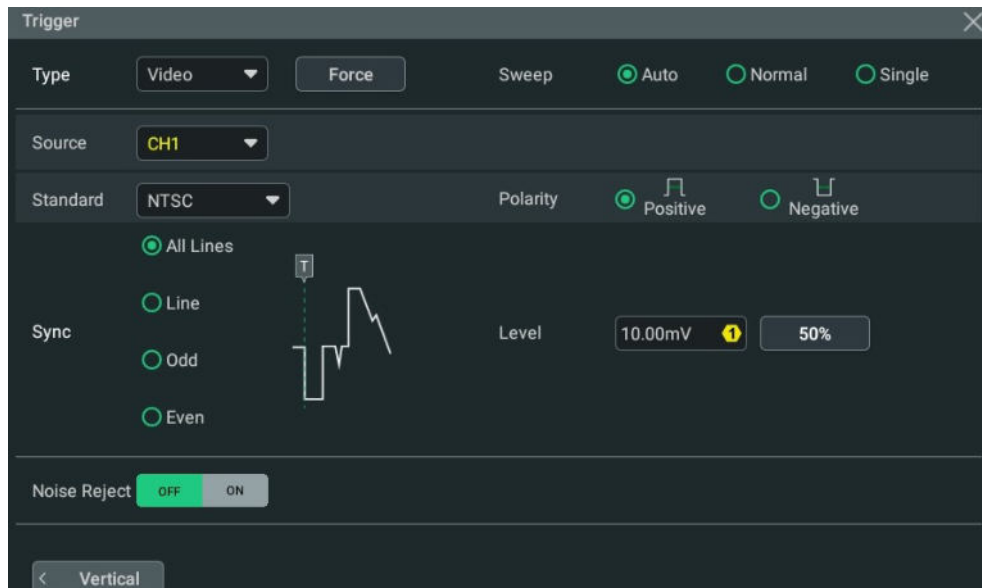 Trigger
Type Video Force Sweep Auto Normal Single
Source CH1
Standard NTSC Polarity Positive Negative
All Lines
T
Line
Sync Level 10.00mV 1 50%
Odd
Even
Noise Reject OFF ON
< Vertical